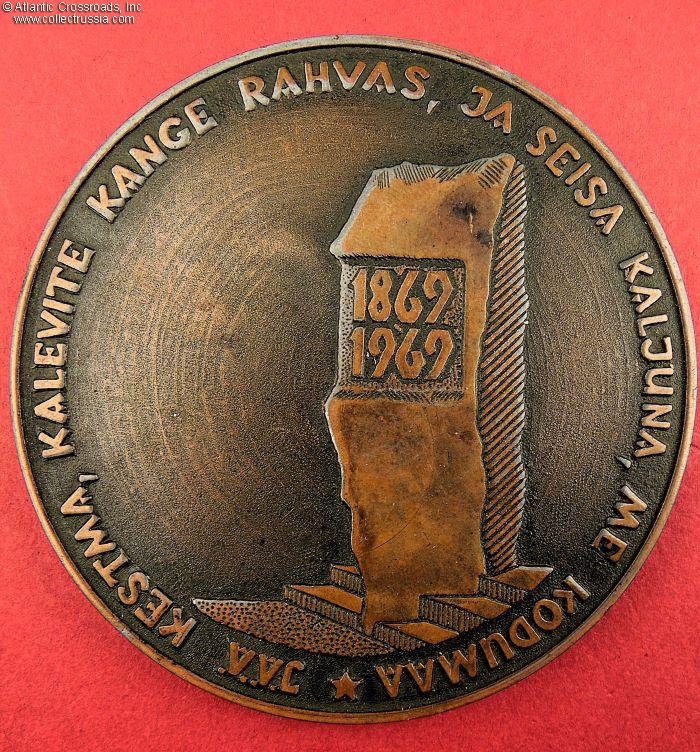 © Atlantic Crossroads, Inc.
www.collectrussia.com
JÄÄ KESTMA, KALEVITE KANGE RAHVAS, JA SEISA KALJUNA, ME KODUMAA
1869
1969